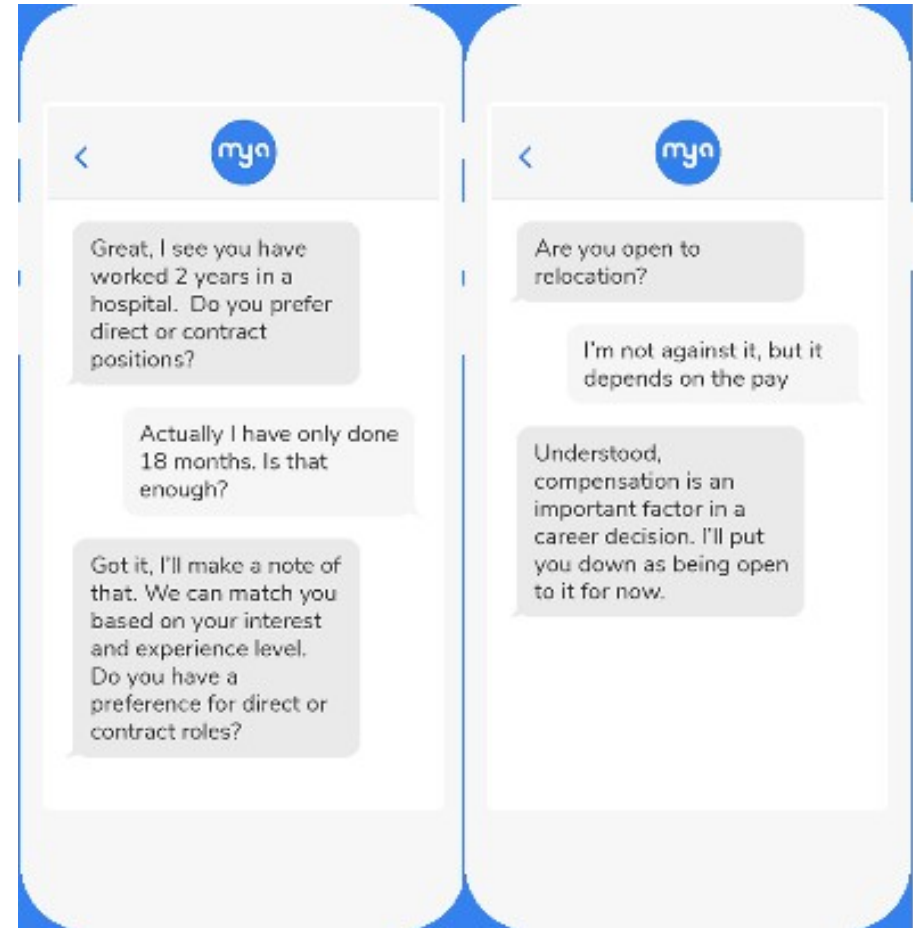 mya
Great, I see you have
worked 2 years in a
hospital.  Do you prefer
direct or contract
positions?
Actually I have only done
18 months. Is that
enough?
Got it, I'll make a note of
that. We can match you
based on your interest
and experience level.
Do you have a
preference for direct or
contract roles?
mya
Are you open to
relocation?
I'm not against it, but it
depends on the pay
Understood,
compensation is an
important factor in a
career decision. I'll put
you down as being open
to it for now.